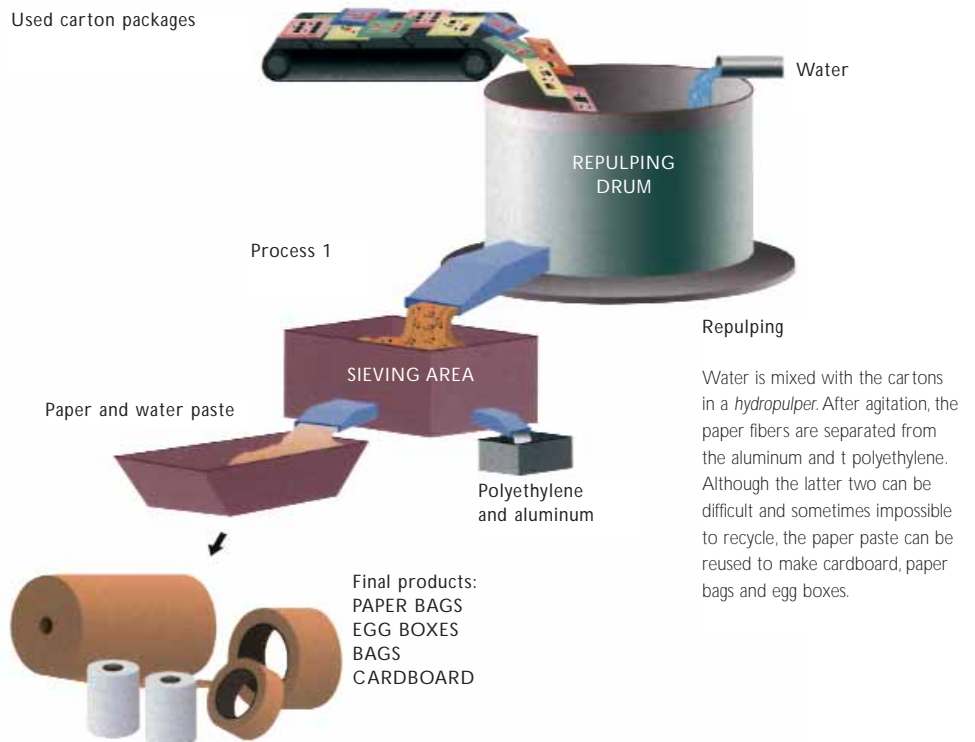 Used carton packages
Water
REPULPING
DRUM
Process 1
SIEVING AREA
Paper and water paste
Polyethylene
and aluminum
Repulping
Water is mixed with the cartons
in a hydropulper. After agitation, the
paper fibers are separated from
the aluminum and t polyethylene.
Although the latter two can be
difficult and sometimes impossible
to recycle, the paper paste can be
reused to make cardboard, paper
bags and egg boxes.
Final products:
PAPER BAGS
EGG BOXES
BAGS
CARDBOARD